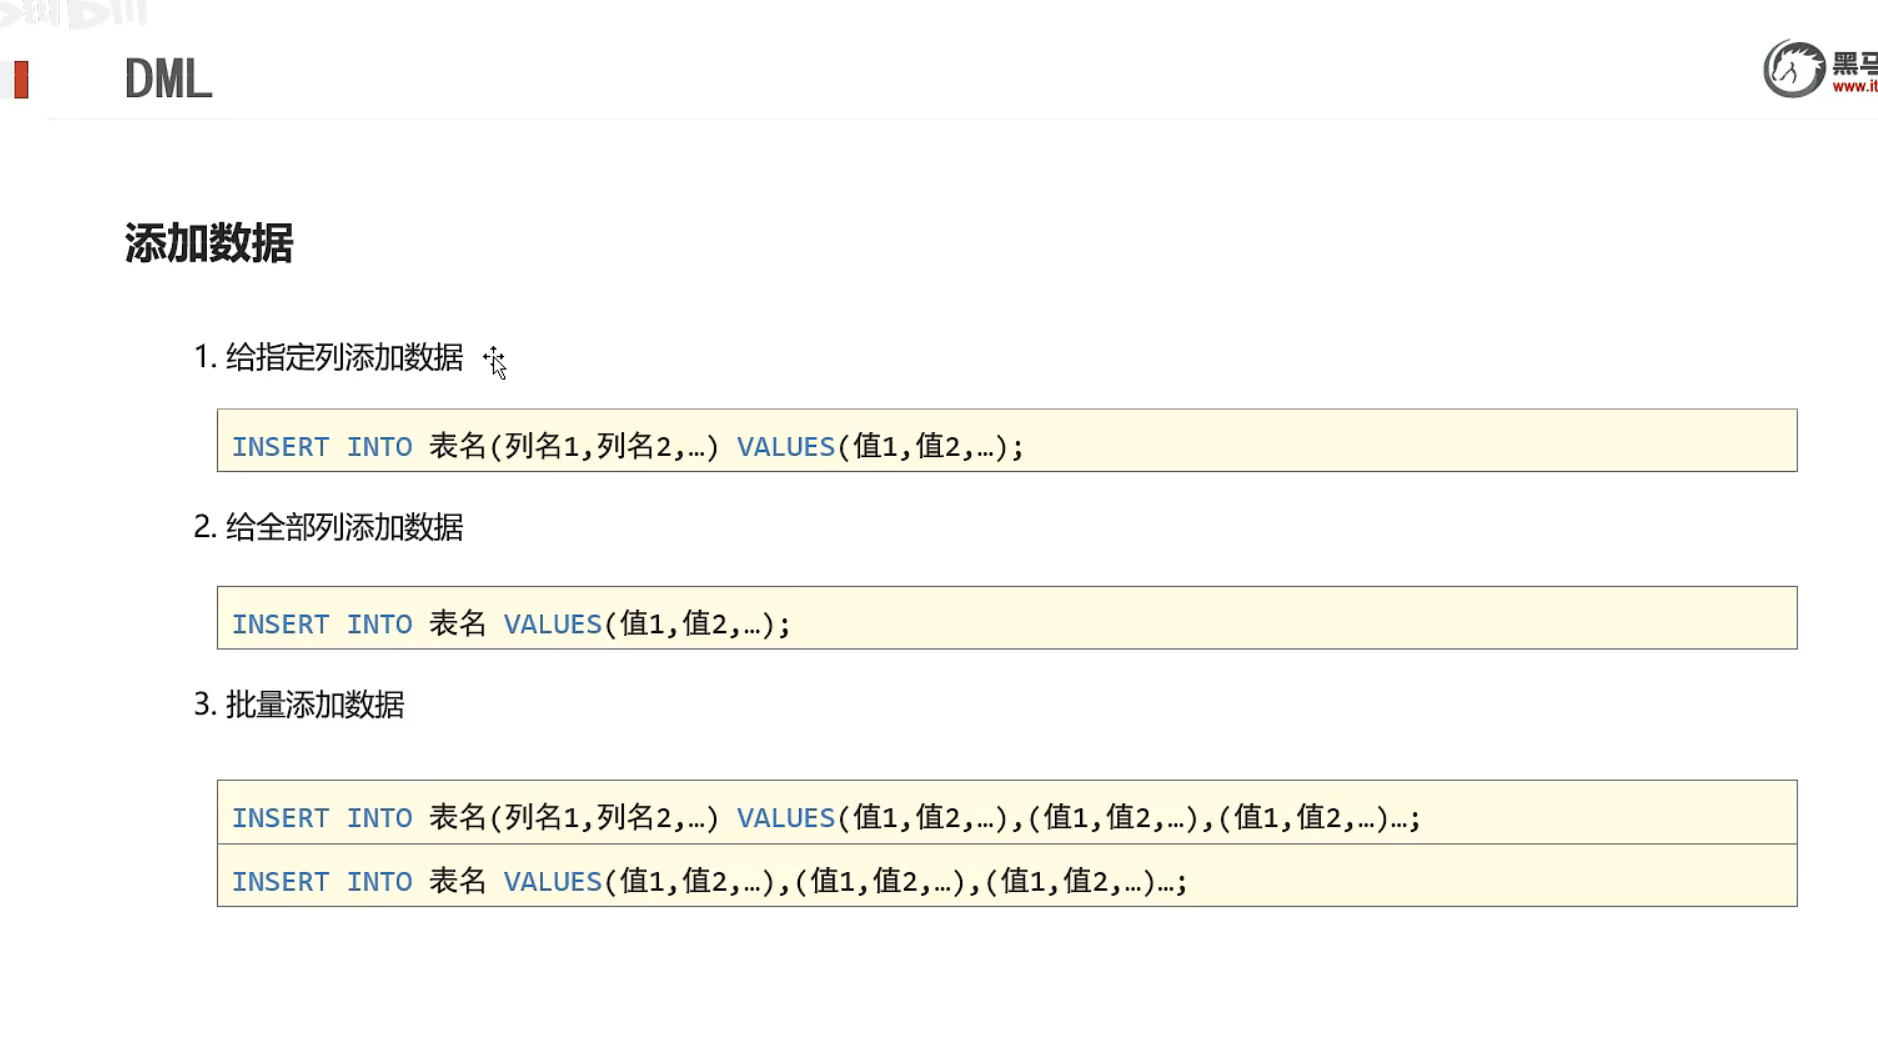 DML
黑马
www.it
添加数据
1. 给指定列添加数据
INSERT INTO 表名(列名1,列名2,…) VALUES(值1,值2,…);
2. 给全部列添加数据
INSERT INTO 表名 VALUES(值1,值2,…);
3. 批量添加数据
INSERT INTO 表名(列名1,列名2,…) VALUES(值1,值2,…),(值1,值2,…),(值1,值2,…)…;
INSERT INTO 表名 VALUES(值1,值2,…),(值1,值2,…),(值1,值2,…)…;